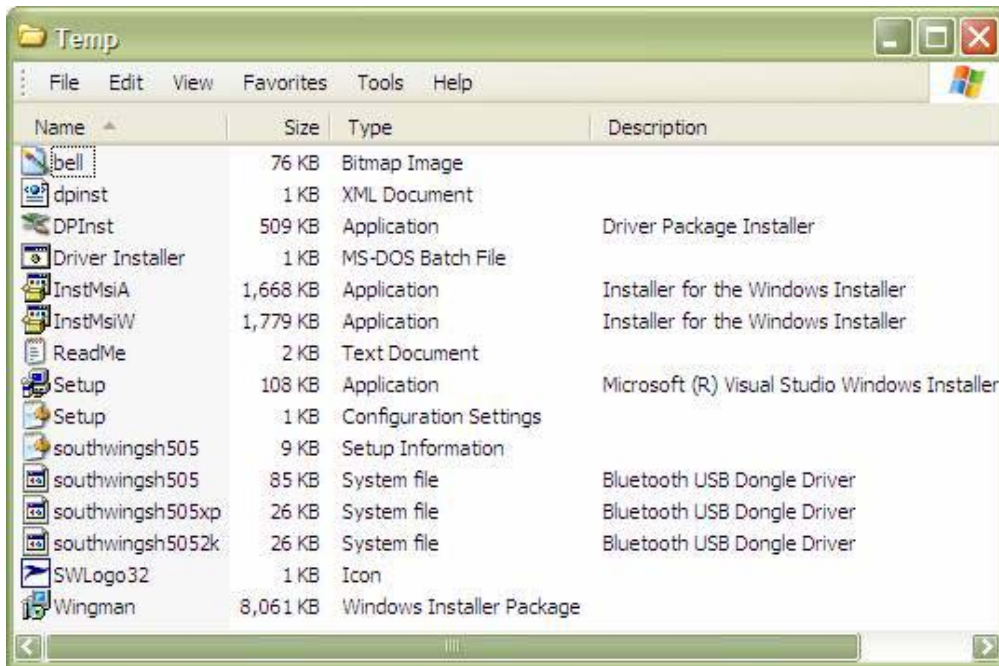 Temp
File Edit View Favorites Tools Help
Name Size Type Description
bell 76 KB Bitmap Image
dpinst 1 KB XML Document
DPInst 509 KB Application Driver Package Installer
Driver Installer 1 KB MS-DOS Batch File
InstMsiA 1,668 KB Application Installer for the Windows Installer
InstMsiW 1,779 KB Application Installer for the Windows Installer
ReadMe 2 KB Text Document
Setup 108 KB Application Microsoft (R) Visual Studio Windows Installer
Setup 1 KB Configuration Settings
southwingsh505 9 KB Setup Information
southwingsh505 85 KB System file Bluetooth USB Dongle Driver
southwingsh505xp 26 KB System file Bluetooth USB Dongle Driver
southwingsh5052k 26 KB System file Bluetooth USB Dongle Driver
SWLogo32 1 KB Icon
Wingman 8,061 KB Windows Installer Package